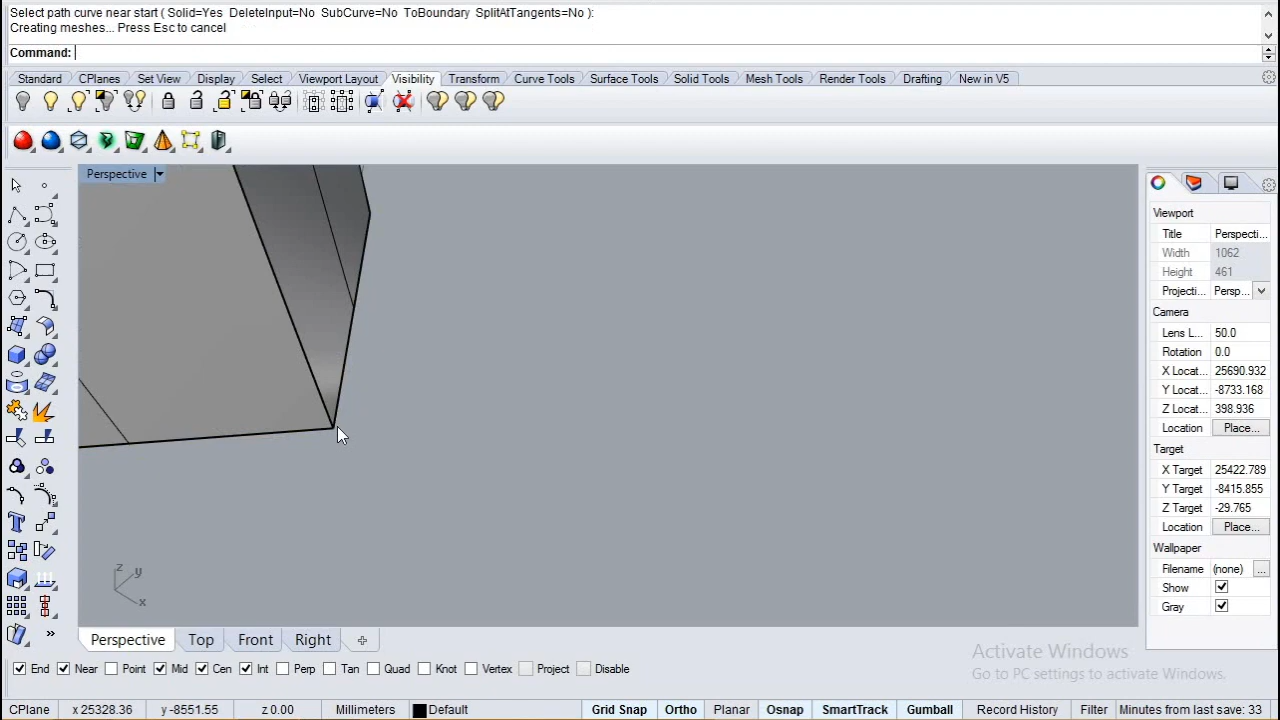 Select path curve near start ( Solid=Yes  DeleteInput=No  SubCurve=No  ToBoundary  SplitAtTangents=No ):
Creating meshes... Press Esc to cancel
Command:
Standard CPlanes Set View Display Select Viewport Layout Visibility Transform Curve Tools Surface Tools Solid Tools Mesh Tools Render Tools Drafting New in V5
Perspective
Viewport
Title Perspecti...
Width 1062
Height 461
Projecti... Persp...
Camera
Lens L... 50.0
Rotation 0.0
X Locat... 25690.932
Y Locat... -8733.168
Z Locat... 398.936
Location Place...
Target
X Target 25422.789
Y Target -8415.855
Z Target -29.765
Location Place...
Wallpaper
Filename (none) ...
Show
Gray
z y
x
Perspective Top Front Right
End Near Point Mid Cen Int Perp Tan Quad Knot Vertex Project Disable
Activate Windows
Go to PC settings to activate Windows.
CPlane x 25328.36 y -8551.55 z 0.00 Millimeters Default Grid Snap Ortho Planar Osnap SmartTrack Gumball Record History Filter Minutes from last save: 33